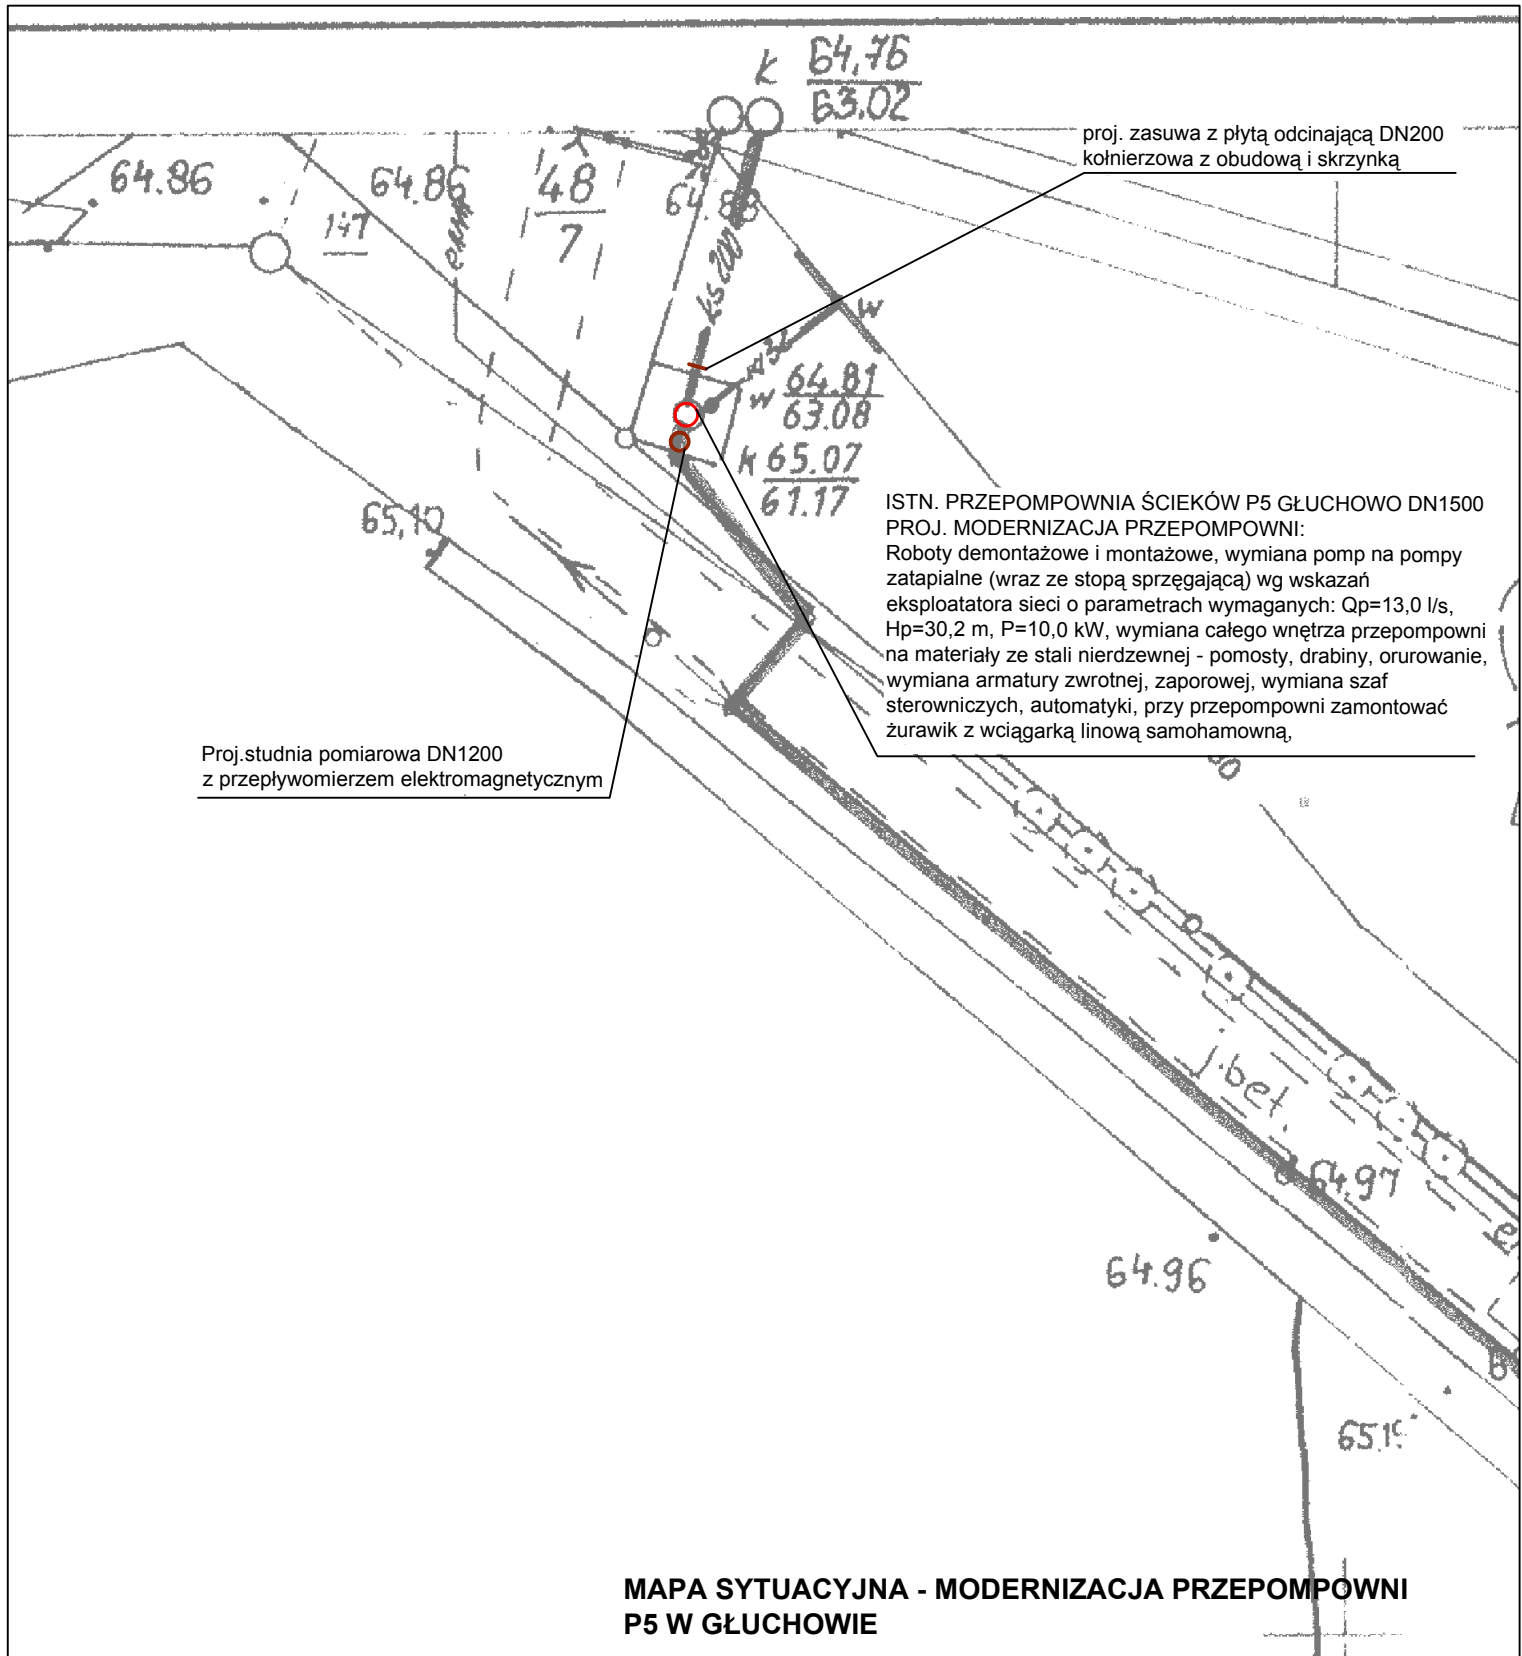 k 64,76
63.02
proj. zasuwa z płytą odcinającą DN200
kołnierzowa z obudową i skrzynką
64.86
64.86
48
7
64.88
147
ks 200
w
w 64.81
63.08
k 65.07
61.17
65,10
ISTN. PRZEPOMPOWNIA ŚCIEKÓW P5 GŁUCHOWO DN1500
PROJ. MODERNIZACJA PRZEPOMPOWNI:
Roboty demontażowe i montażowe, wymiana pomp na pompy
zatapialne (wraz ze stopą sprzęgającą) wg wskazań
eksploatatora sieci o parametrach wymaganych: Qp=13,0 l/s,
Hp=30,2 m, P=10,0 kW, wymiana całego wnętrza przepompowni
na materiały ze stali nierdzewnej - pomosty, drabiny, orurowanie,
wymiana armatury zwrotnej, zaporowej, wymiana szaf
sterowniczych, automatyki, przy przepompowni zamontować
żurawik z wciągarką linową samohamowną,
Proj.studnia pomiarowa DN1200
z przepływomierzem elektromagnetycznym
j.bet.
64.97
64.96
MAPA SYTUACYJNA - MODERNIZACJA PRZEPOMPOWNI
P5 W GŁUCHOWIE